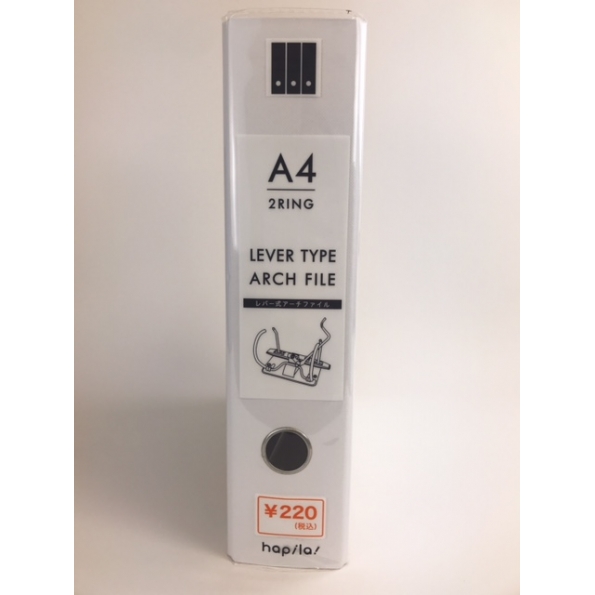 A4
2RING
LEVER TYPE
ARCH FILE
レバー式アーチファイル
¥220
(税込)
hapila!